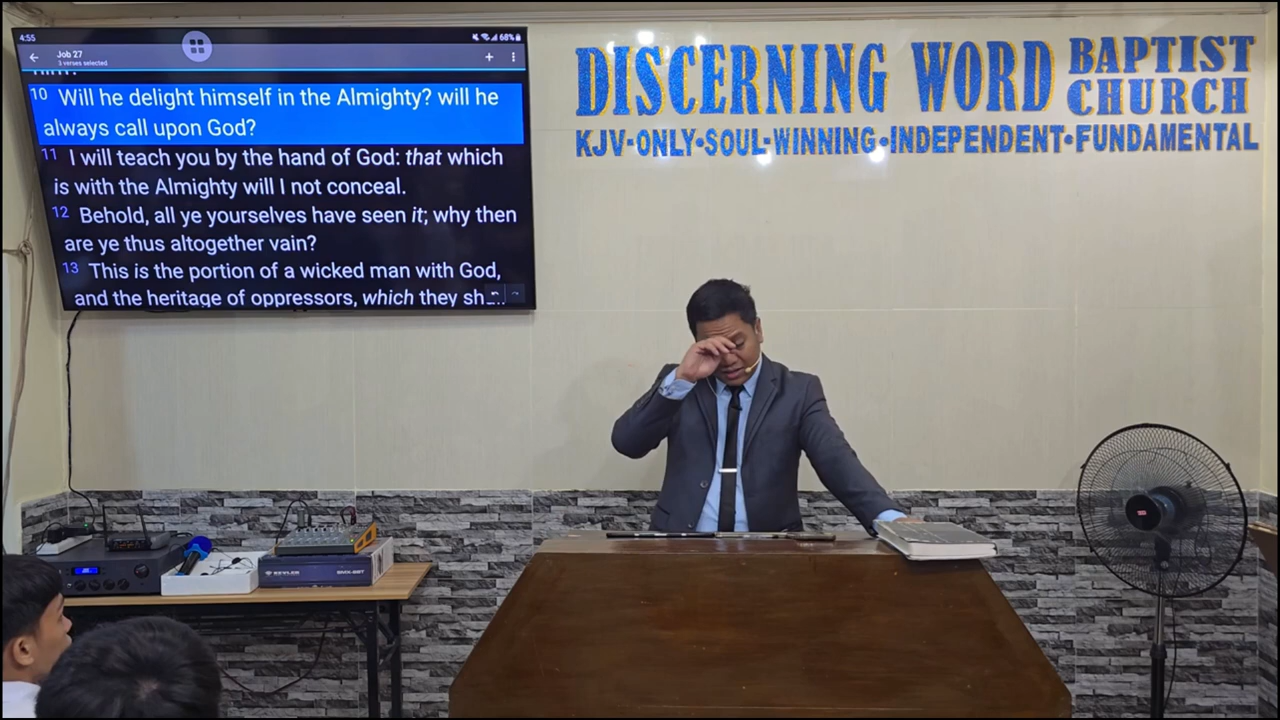 4:55
68%
Job 27
3 verses selected
10 Will he delight himself in the Almighty? will he
always call upon God?
11 I will teach you by the hand of God: that which
is with the Almighty will I not conceal.
12 Behold, all ye yourselves have seen it; why then
are ye thus altogether vain?
13 This is the portion of a wicked man with God,
and the heritage of oppressors, which they
DISCERNING WORD BAPTIST
CHURCH
KJV-ONLY•SOUL-WINNING•INDEPENDENT•FUNDAMENTAL
KEVLER